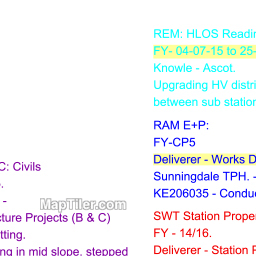 REM: HLOS Readin
FY- 04-07-15 to 25-
Knowle - Ascot.
Upgrading HV distri
between sub station
RAM E+P:
FY-CP5
Deliverer - Works D
Sunningdale TPH. -
KE206035 - Conduc
SWT Station Proper
FY - 14/16.
Deliverer - Station F
C: Civils
.
-
cture Projects (B & C)
tting.
ng in mid slope, stepped
MapTiler.com